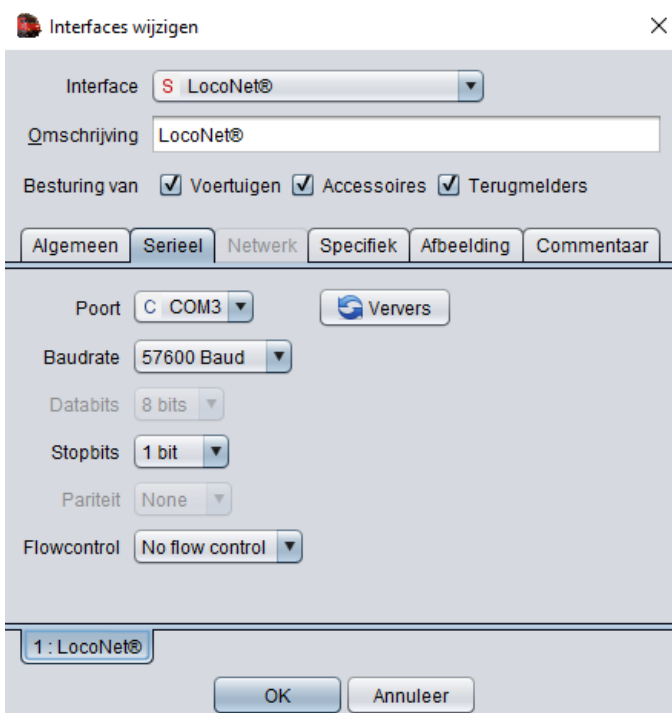 Interfaces wijzigen
Interface S LocoNet®
Omschrijving LocoNet®
Besturing van Voertuigen Accessoires Terugmelders
Algemeen Serieel Netwerk Specifiek Afbeelding Commentaar
Poort C COM3 Ververs
Baudrate 57600 Baud
Databits 8 bits
Stopbits 1 bit
Pariteit None
Flowcontrol No flow control
1 : LocoNet®
OK Annuleer